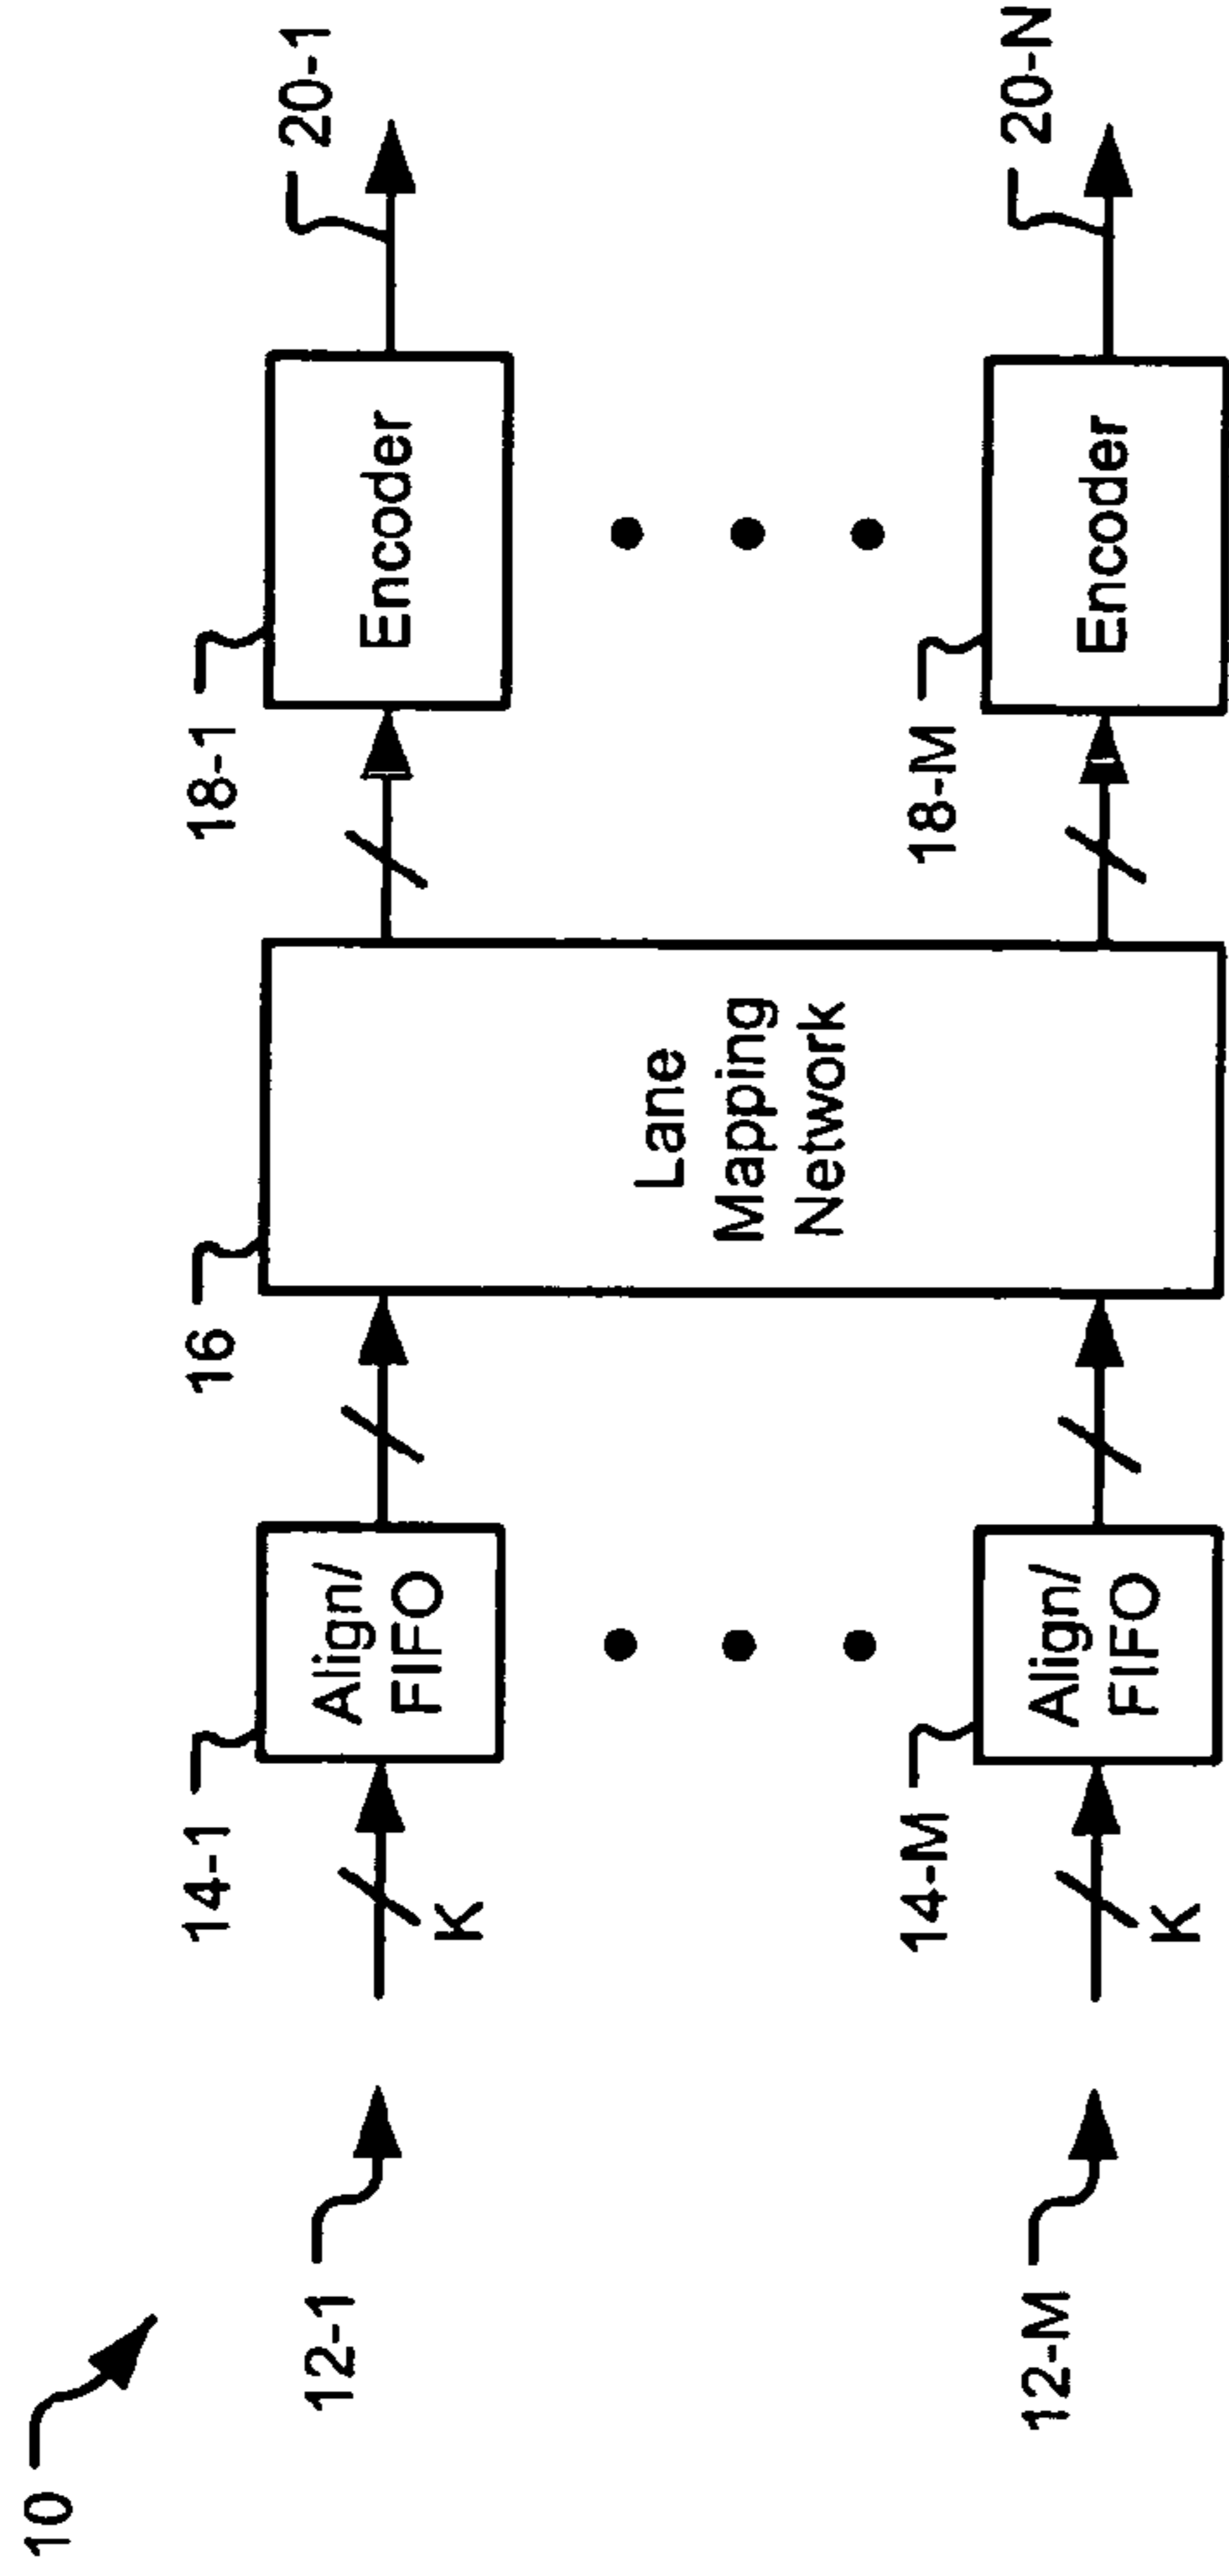 10
12-1
K
14-1
Align/
FIFO
16
Lane
Mapping
Network
18-1
Encoder
20-1
12-M
K
14-M
Align/
FIFO
18-M
Encoder
20-N